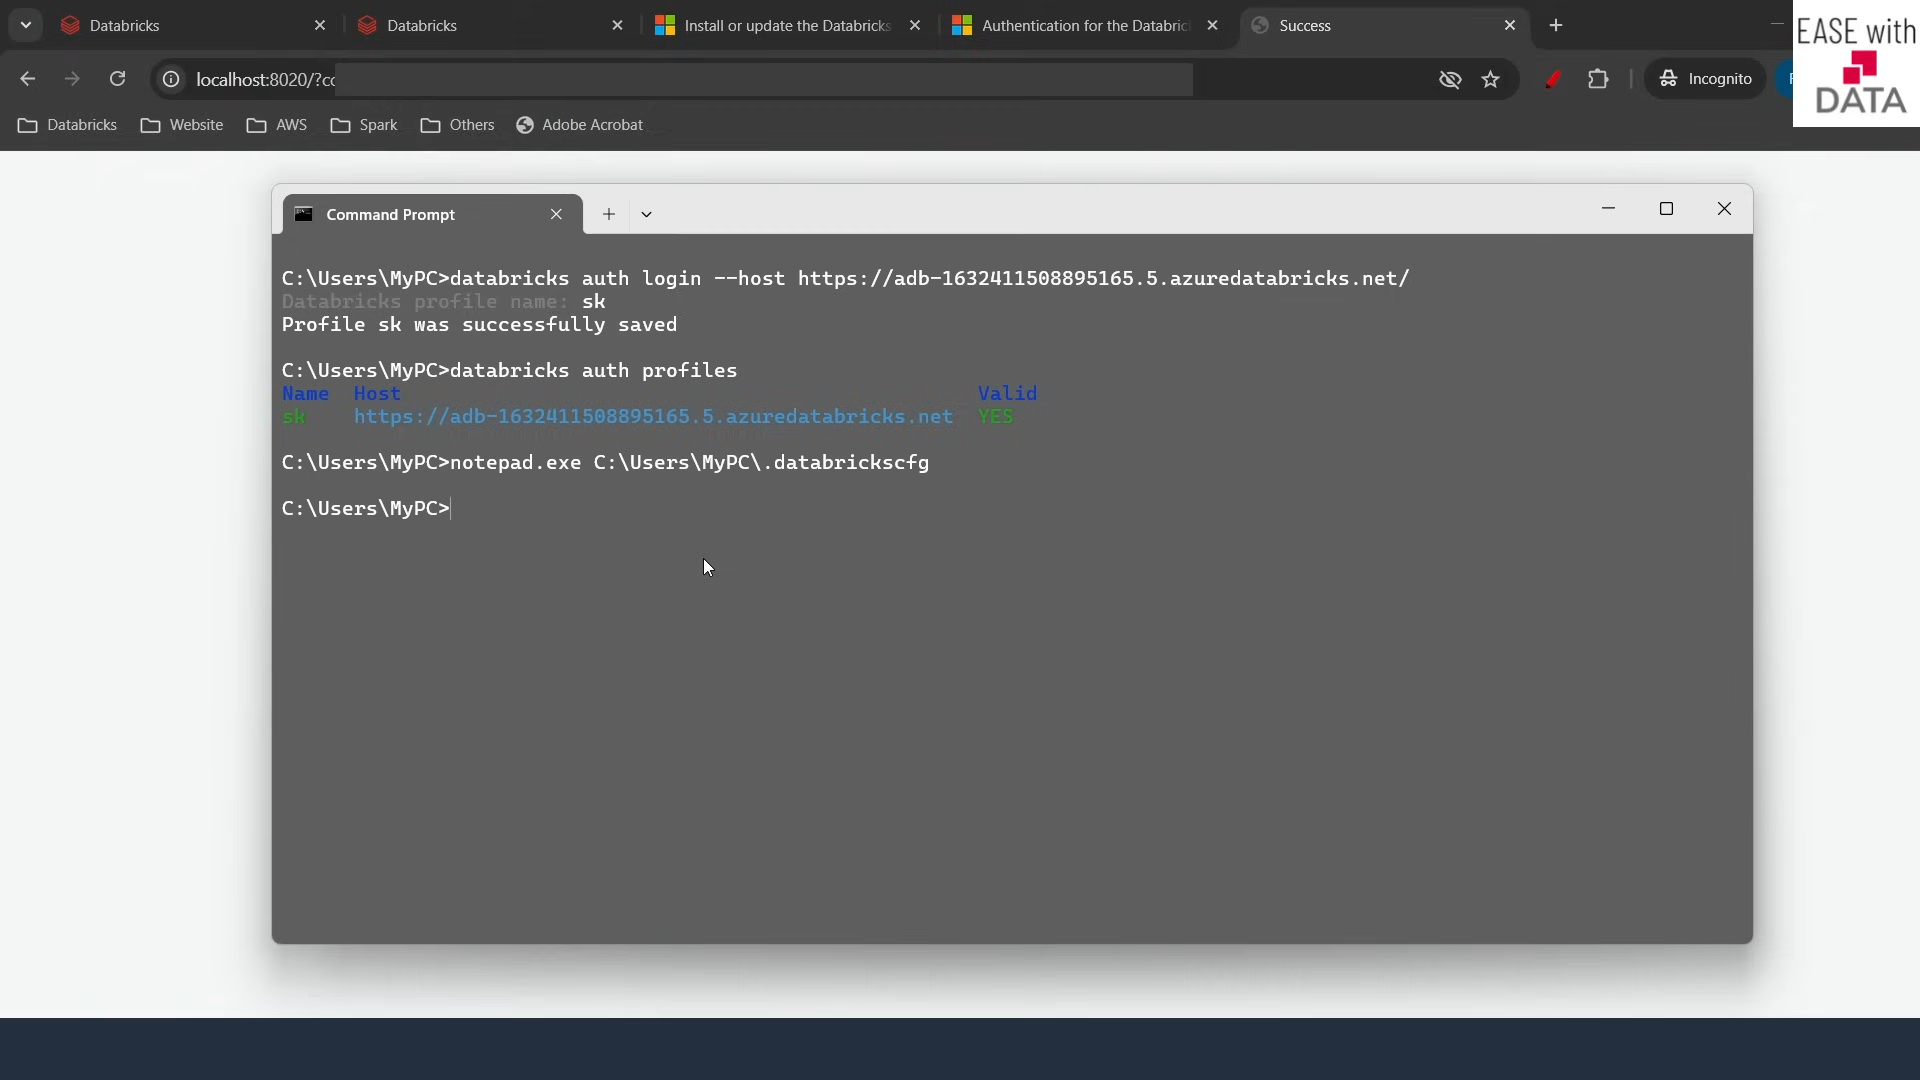 Databricks
Databricks
Install or update the Databricks
Authentication for the Databric
Success
localhost:8020/?co
Incognito
EASE with
DATA
Databricks
Website
AWS
Spark
Others
Adobe Acrobat
Command Prompt
C:\Users\MyPC>databricks auth login --host https://adb-1632411508895165.5.azuredatabricks.net/
Databricks profile name: sk
Profile sk was successfully saved
C:\Users\MyPC>databricks auth profiles
Name Host Valid
sk https://adb-1632411508895165.5.azuredatabricks.net YES
C:\Users\MyPC>notepad.exe C:\Users\MyPC\.databrickscfg
C:\Users\MyPC>